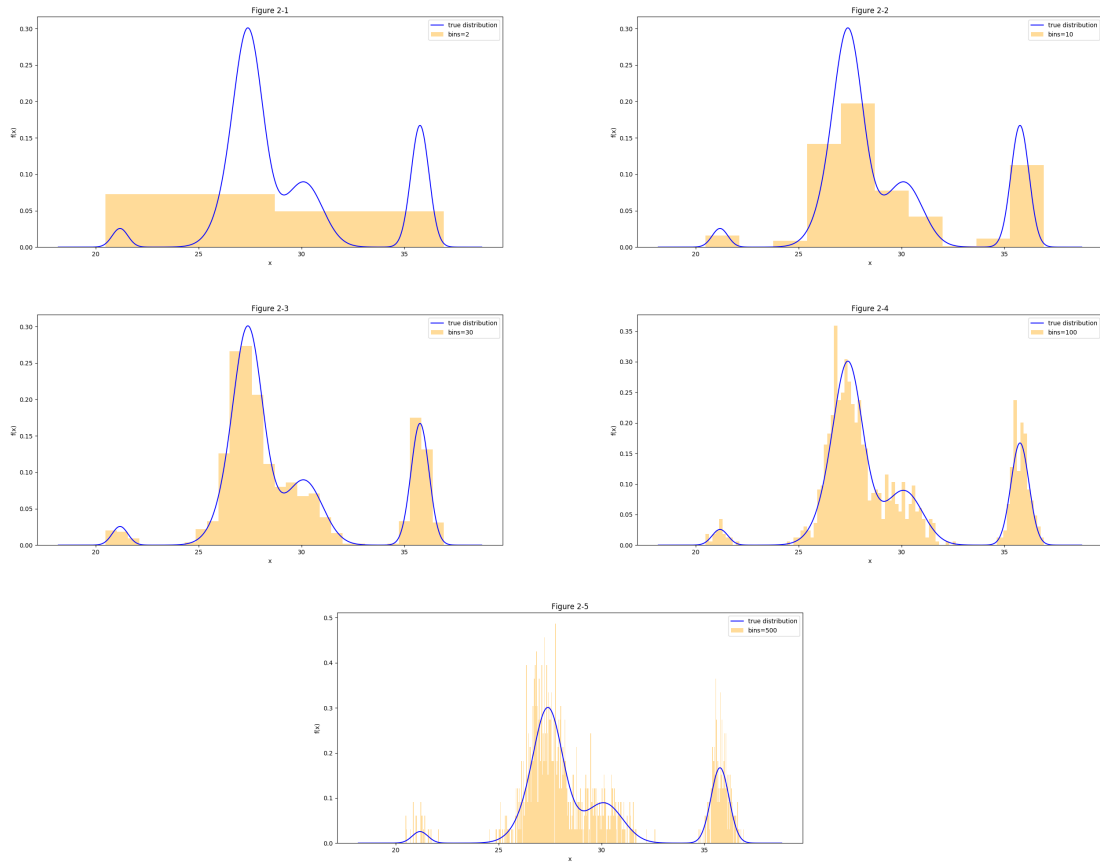 Figure 2-1
true distribution
bins=2
0.30
0.25
0.20
0.15
0.10
0.05
0.00
f(x)
20
25
30
35
x
Figure 2-2
true distribution
bins=10
0.30
0.25
0.20
0.15
0.10
0.05
0.00
f(x)
20
25
30
35
x
Figure 2-3
true distribution
bins=30
0.30
0.25
0.20
0.15
0.10
0.05
0.00
f(x)
20
25
30
35
x
Figure 2-4
true distribution
bins=100
0.35
0.30
0.25
0.20
0.15
0.10
0.05
0.00
f(x)
20
25
30
35
x
Figure 2-5
true distribution
bins=500
0.5
0.4
0.3
0.2
0.1
0.0
f(x)
20
25
30
35
x